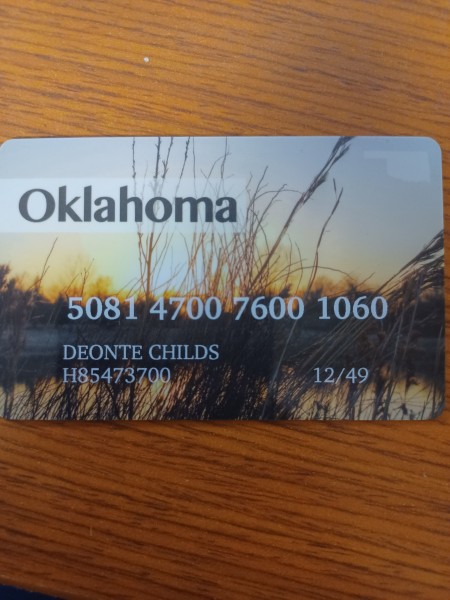 Oklahoma
5081 4700 7600 1060
DEONTE CHILDS
H85473700 12/49